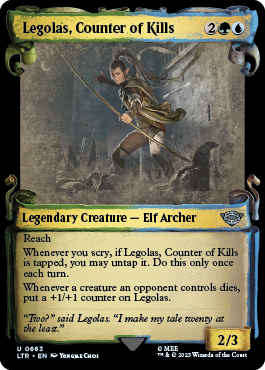 Legolas, Counter of Kills 2
Legendary Creature — Elf Archer
Reach
Whenever you scry, if Legolas, Counter of Kills
is tapped, you may untap it. Do this only once
each turn.
Whenever a creature an opponent controls dies,
put a +1/+1 counter on Legolas.
"Two?" said Legolas. "I make my tale twenty at
the least."
2/3
U 0663
LTR • EN YONGJAE CHOI
© MEE
™ & © 2023 Wizards of the Coast